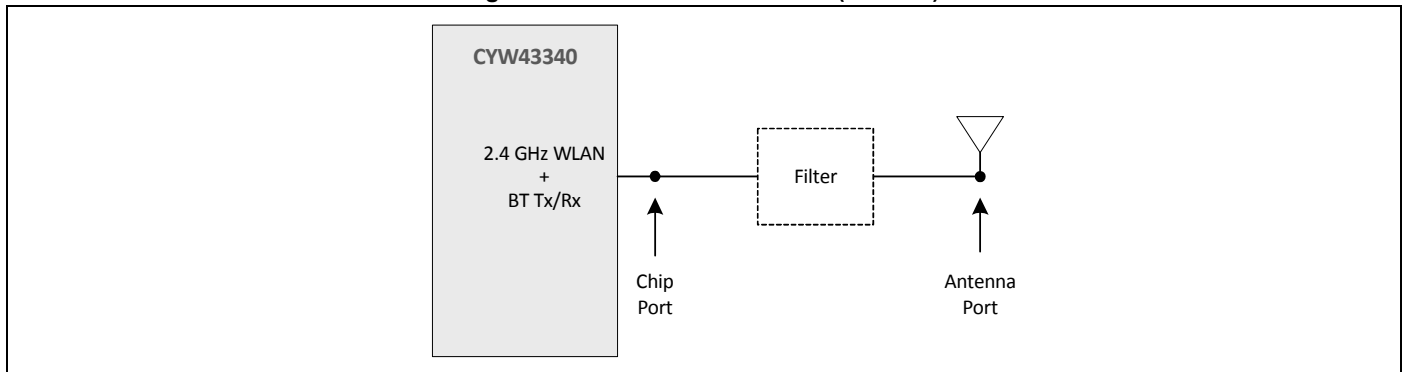 CYW43340
2.4 GHz WLAN
+
BT Tx/Rx
Filter
Chip
Port
Antenna
Port